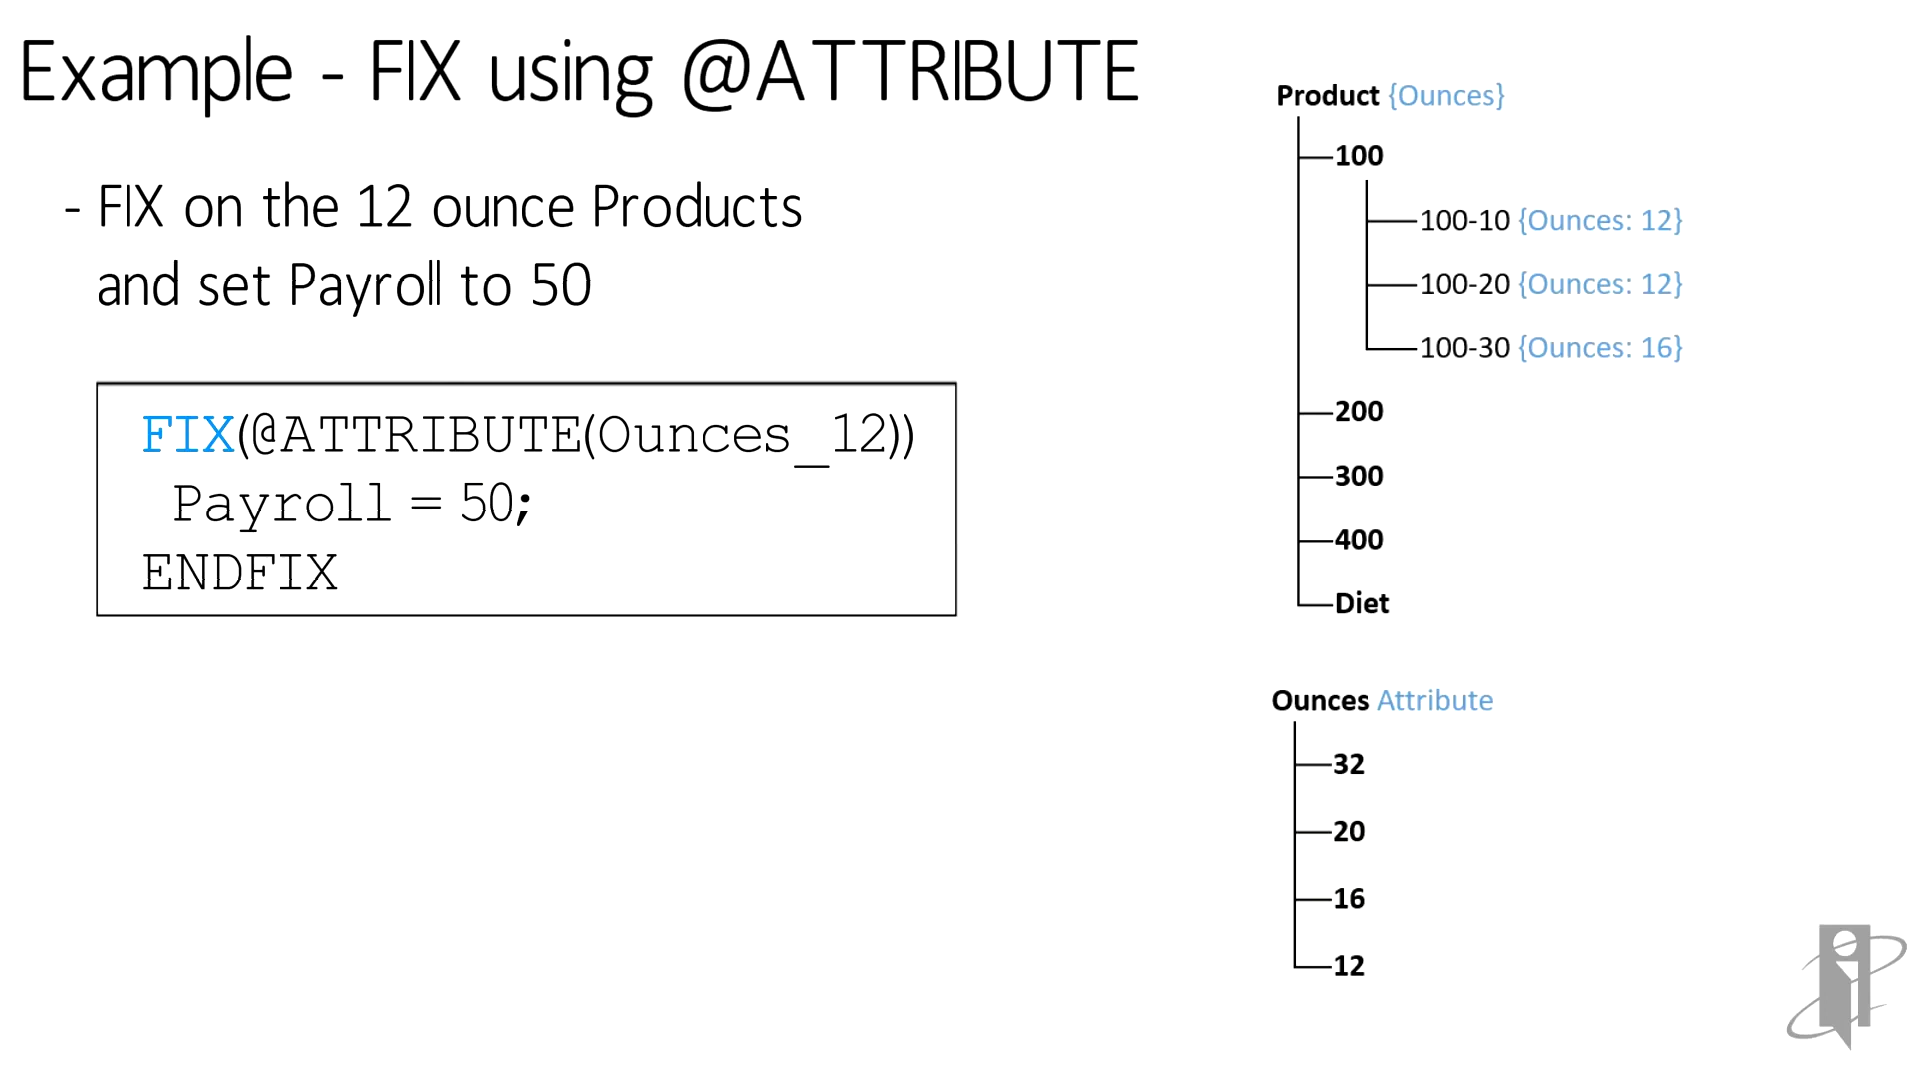 Example - FIX using @ATTRIBUTE
- FIX on the 12 ounce Products
and set Payroll to 50
FIX(@ATTRIBUTE(Ounces_12))
Payroll = 50;
ENDFIX
Product {Ounces}
100
100-10 {Ounces: 12}
100-20 {Ounces: 12}
100-30 {Ounces: 16}
200
300
400
Diet
Ounces Attribute
32
20
16
12